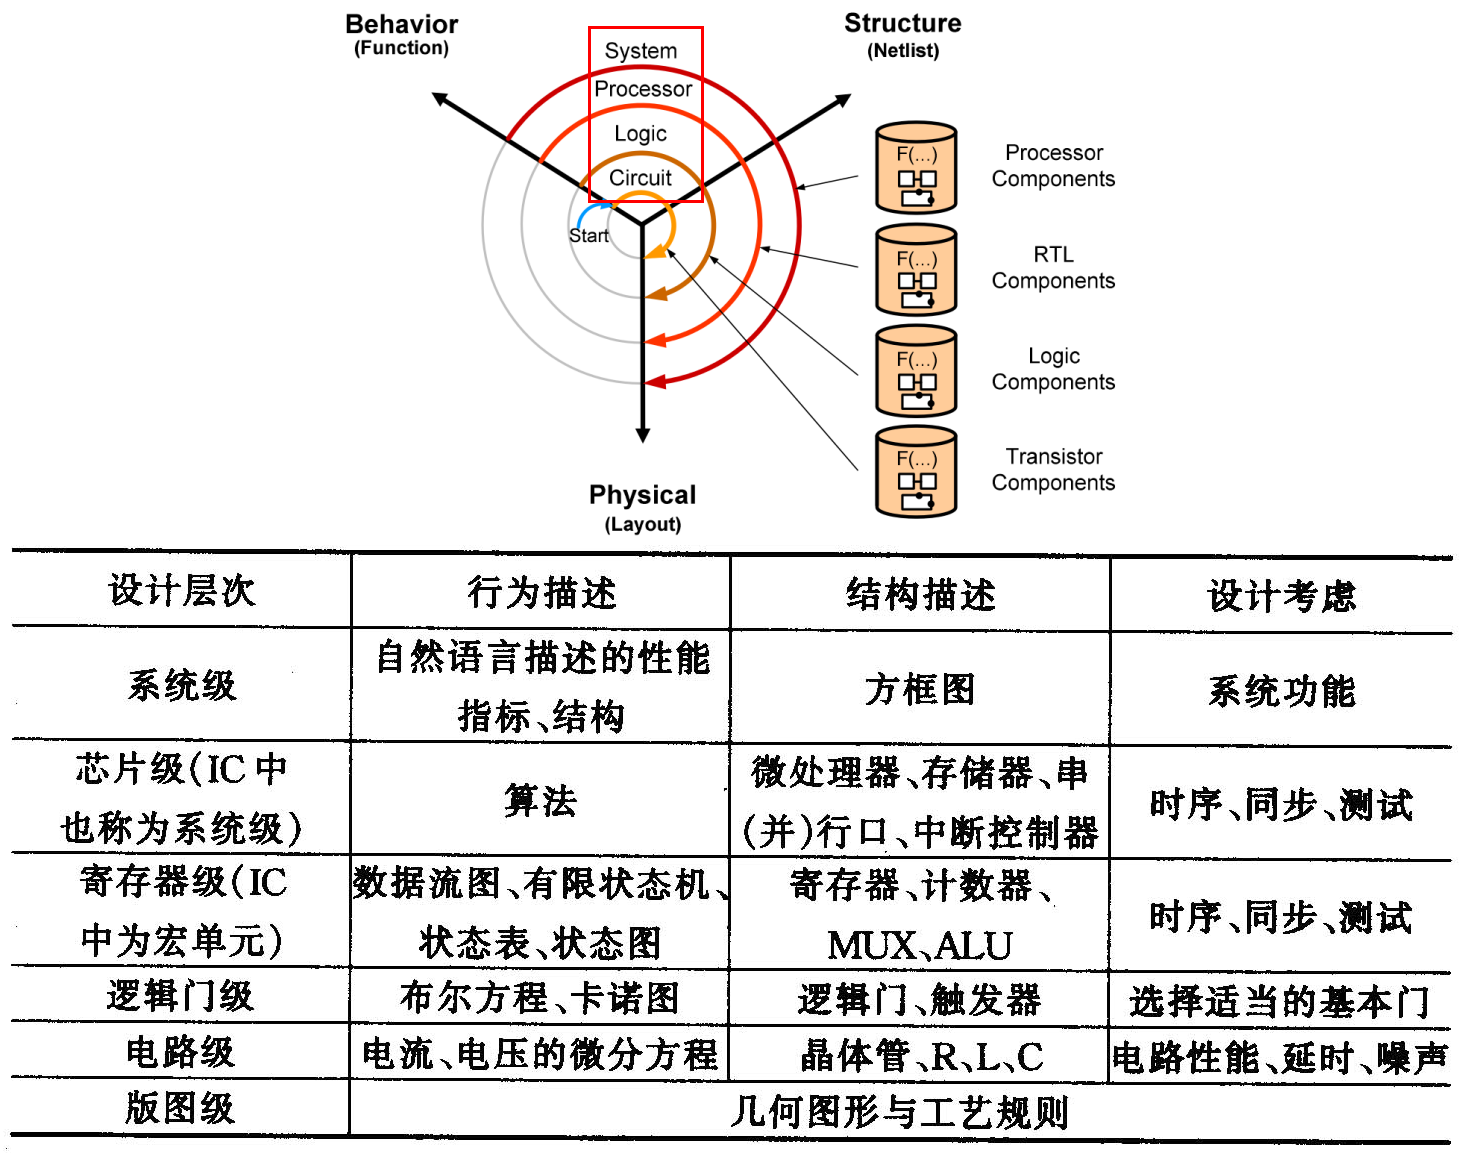 Behavior
(Function)
Structure
(Netlist)
System
Processor
Logic
Circuit
Start
F(...)
Processor
Components
F(...)
RTL
Components
F(...)
Logic
Components
F(...)
Transistor
Components
Physical
(Layout)
设计层次 行为描述 结构描述 设计考虑
系统级 自然语言描述的性能
指标、结构 方框图 系统功能
芯片级(IC中
也称为系统级) 算法 微处理器、存储器、串
(并)行口、中断控制器 时序、同步、测试
寄存器级(IC
中为宏单元) 数据流图、有限状态机、
状态表、状态图 寄存器、计数器、
MUX、ALU 时序、同步、测试
逻辑门级 布尔方程、卡诺图 逻辑门、触发器 选择适当的基本门
电路级 电流、电压的微分方程 晶体管、R、L、C 电路性能、延时、噪声
版图级 几何图形与工艺规则